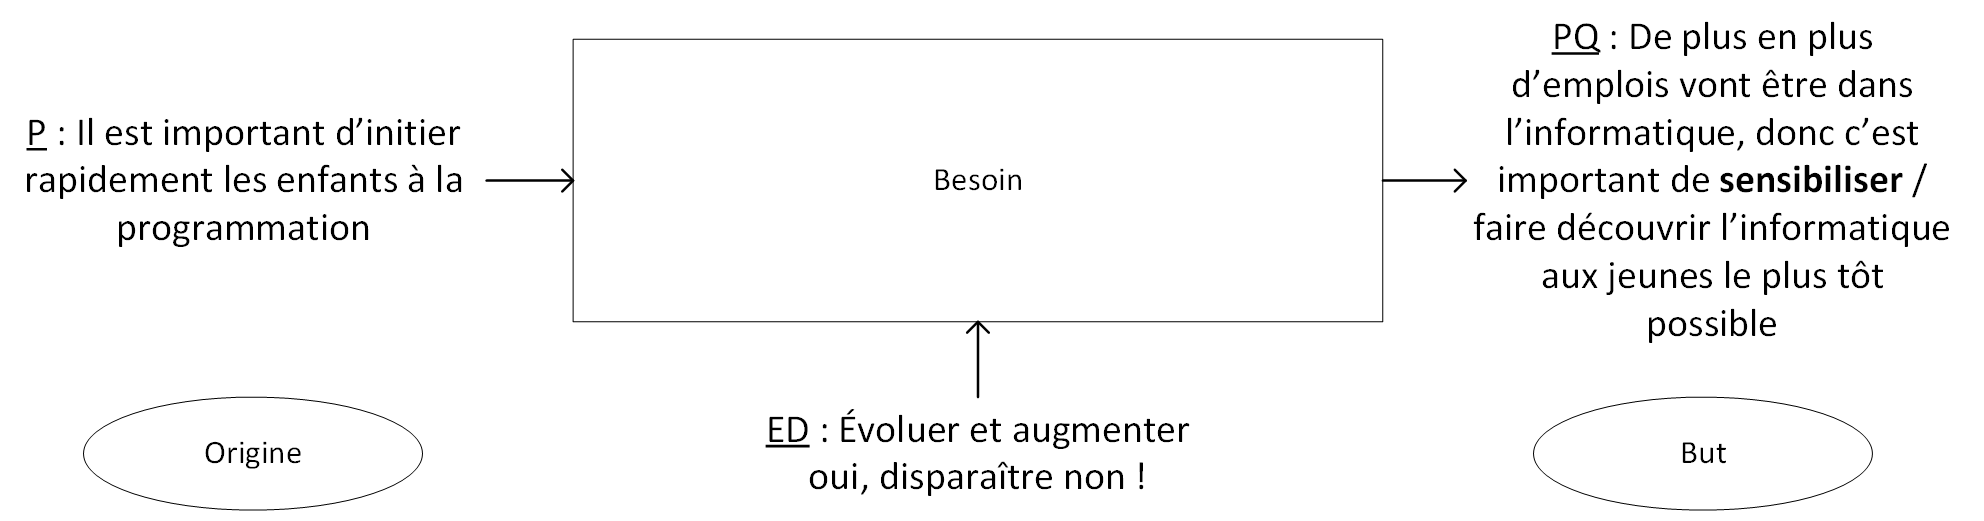 P : Il est important d’initier
rapidement les enfants à la
programmation
Besoin
PQ : De plus en plus
d’emplois vont être dans
l’informatique, donc c’est
important de sensibiliser /
faire découvrir l’informatique
aux jeunes le plus tôt
possible
Origine
ED : Évoluer et augmenter
oui, disparaître non !
But